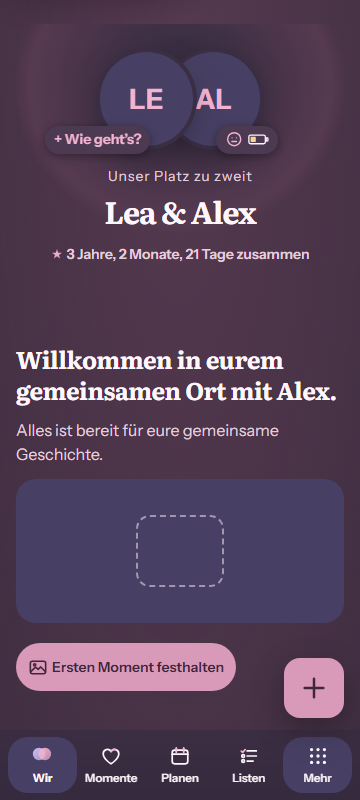 LE AL
+ Wie geht's?
Unser Platz zu zweit
Lea & Alex
★ 3 Jahre, 2 Monate, 21 Tage zusammen
Willkommen in eurem
gemeinsamen Ort mit Alex.
Alles ist bereit für eure gemeinsame
Geschichte.
Ersten Moment festhalten
Wir Momente Planen Listen Mehr